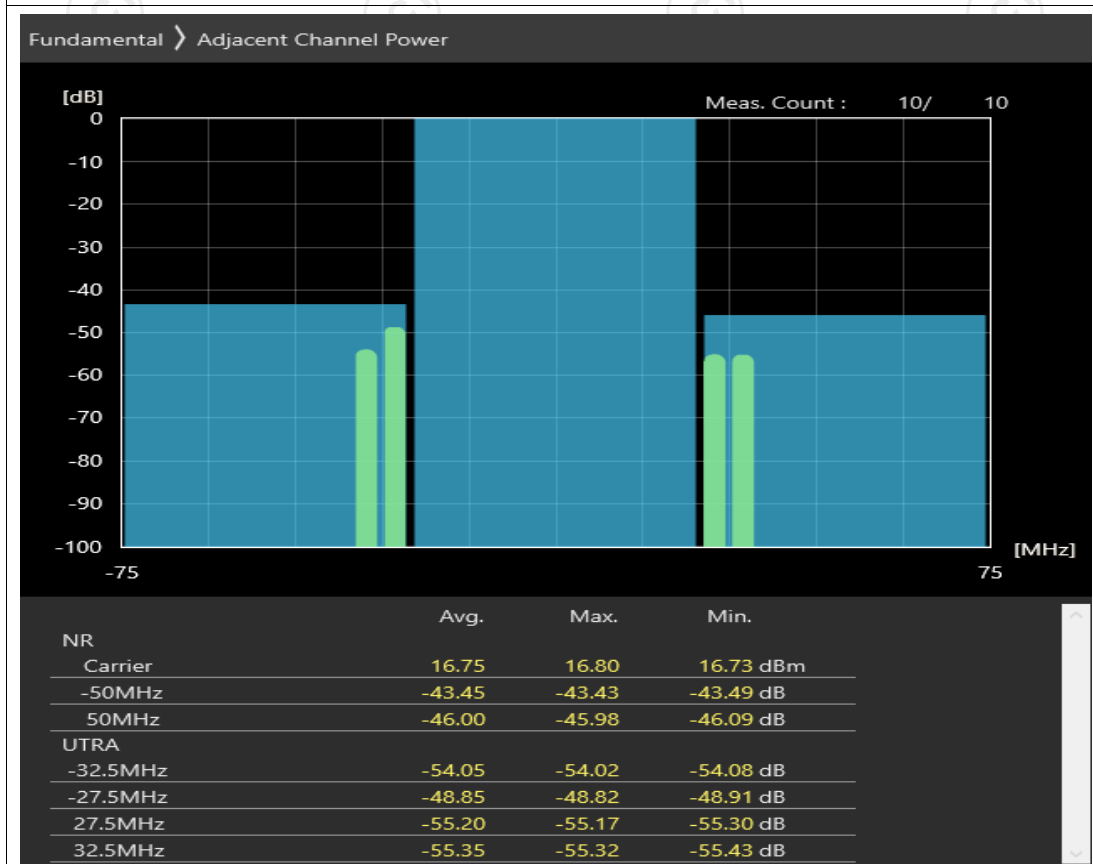 Fundamental ❯ Adjacent Channel Power
[dB]
Meas. Count : 10/ 10
0
-10
-20
-30
-40
-50
-60
-70
-80
-90
-100
[MHz]
-75 75
Avg. Max. Min.
NR
Carrier 16.75 16.80 16.73 dBm
-50MHz -43.45 -43.43 -43.49 dB
50MHz -46.00 -45.98 -46.09 dB
UTRA
-32.5MHz -54.05 -54.02 -54.08 dB
-27.5MHz -48.85 -48.82 -48.91 dB
27.5MHz -55.20 -55.17 -55.30 dB
32.5MHz -55.35 -55.32 -55.43 dB